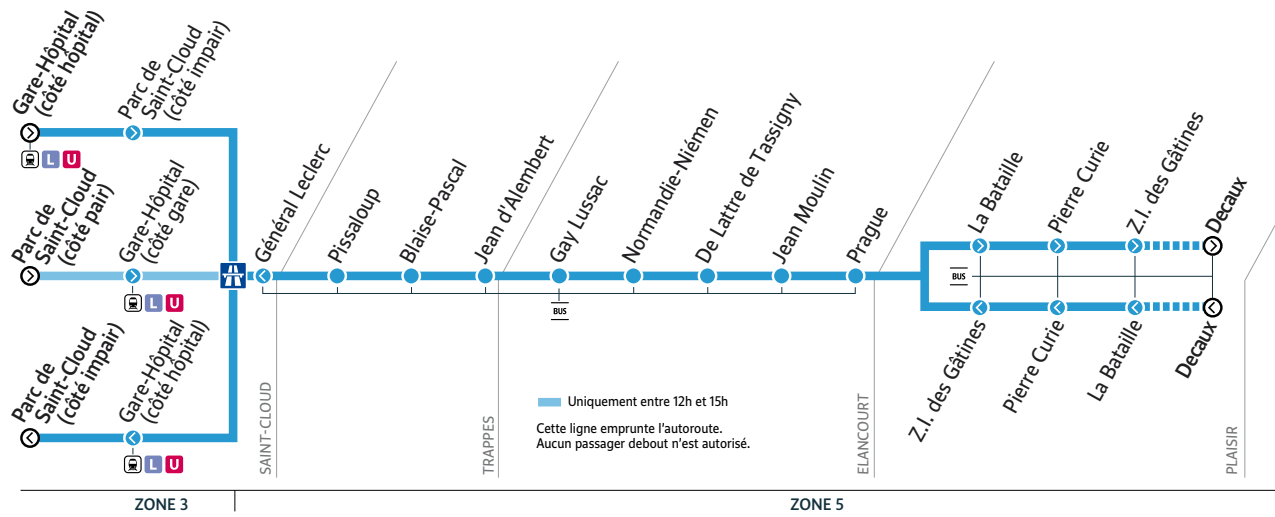 Gare-Hôpital
(côté hôpital)
Parc de
Saint-Cloud
(côté impair)
L U
Parc de
Saint-Cloud
(côté pair)
Gare-Hôpital
(côté gare)
L U
Parc de
Saint-Cloud
(côté impair)
Gare-Hôpital
(côté hôpital)
L U
Général Leclerc
Pissaloup
Blaise-Pascal
Jean d'Alembert
Gay Lussac
BUS
Normandie-Niémen
De Lattre de Tassigny
Jean Moulin
Prague
La Bataille
Pierre Curie
Z.I. des Gâtines
Decaux
BUS
Z.I. des Gâtines
Pierre Curie
La Bataille
Decaux
Uniquement entre 12h et 15h
Cette ligne emprunte l'autoroute.
Aucun passager debout n'est autorisé.
SAINT-CLOUD
TRAPPES
ELANCOURT
PLAISIR
ZONE 3
ZONE 5